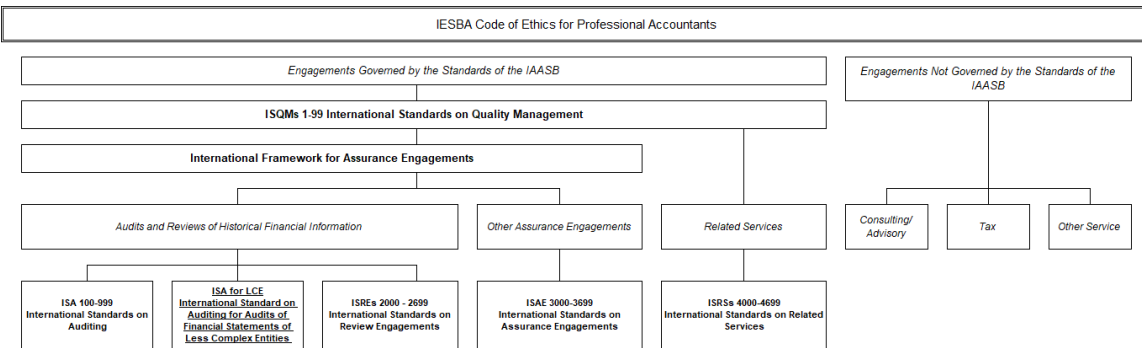 IESBA Code of Ethics for Professional Accountants
Engagements Governed by the Standards of the IAASB
Engagements Not Governed by the Standards of the
IAASB
ISQMs 1-99 International Standards on Quality Management
International Framework for Assurance Engagements
Audits and Reviews of Historical Financial Information
Other Assurance Engagements
Related Services
Consulting/
Advisory
Tax
Other Service
ISA 100-999
International Standards on
Auditing
ISA for LCE
International Standard on
Auditing for Audits of
Financial Statements of
Less Complex Entities
ISREs 2000 - 2699
International Standards on
Review Engagements
ISAE 3000-3699
International Standards on
Assurance Engagements
ISRSs 4000-4699
International Standards on Related
Services